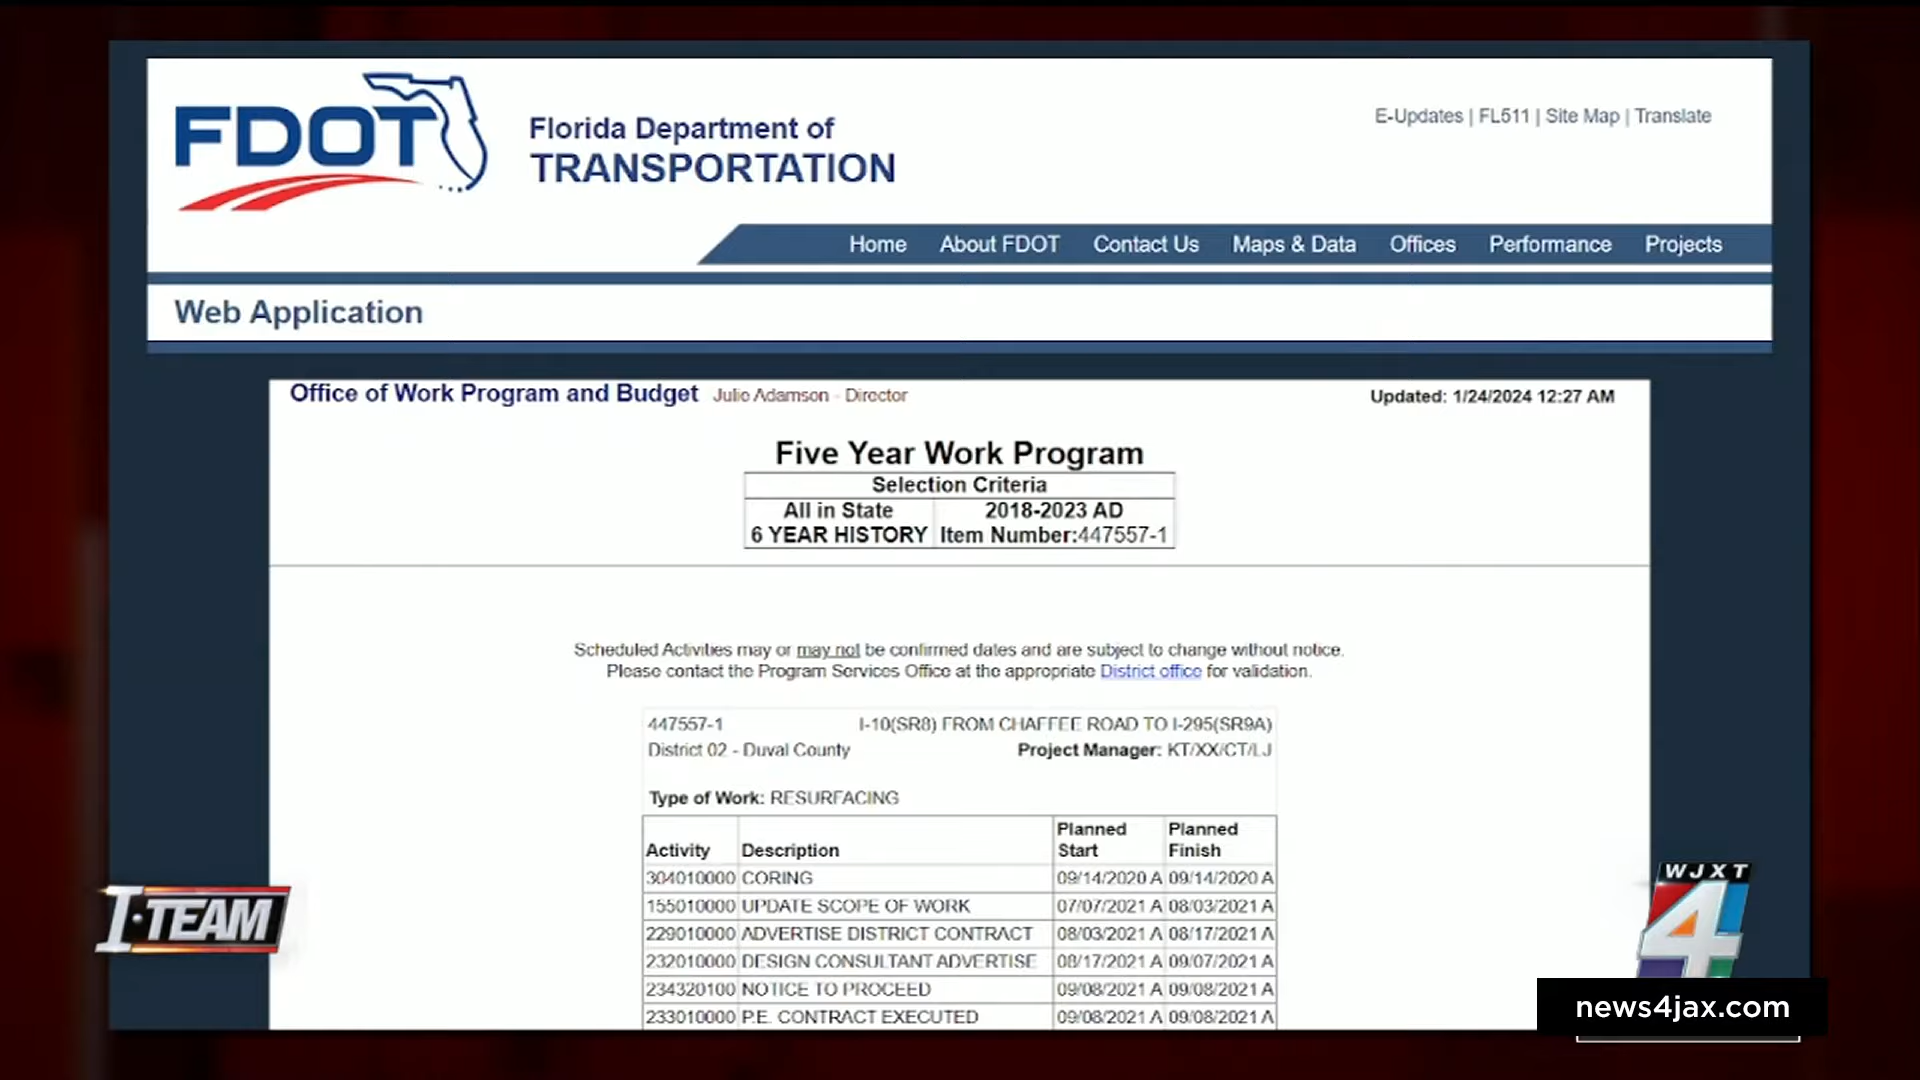 FDOT
Florida Department of
TRANSPORTATION
E-Updates | FL511 | Site Map | Translate
Home About FDOT Contact Us Maps & Data Offices Performance Projects
Web Application
Office of Work Program and Budget Julie Adamson - Director
Updated: 1/24/2024 12:27 AM
Five Year Work Program
Selection Criteria
All in State 2018-2023 AD
6 YEAR HISTORY Item Number:447557-1
Scheduled Activities may or may not be confirmed dates and are subject to change without notice.
Please contact the Program Services Office at the appropriate District office for validation.
447557-1 I-10(SR8) FROM CHAFFEE ROAD TO I-295(SR9A)
District 02 - Duval County Project Manager: KT/XX/CT/LJ
Type of Work: RESURFACING
Activity Description Planned Start Planned Finish
304010000 CORING 09/14/2020 A 09/14/2020 A
155010000 UPDATE SCOPE OF WORK 07/07/2021 A 08/03/2021 A
229010000 ADVERTISE DISTRICT CONTRACT 08/03/2021 A 08/17/2021 A
232010000 DESIGN CONSULTANT ADVERTISE 08/17/2021 A 09/07/2021 A
234320100 NOTICE TO PROCEED 09/08/2021 A 09/08/2021 A
233010000 P.E. CONTRACT EXECUTED 09/08/2021 A 09/08/2021 A
I-TEAM
WJXT
4
news4jax.com